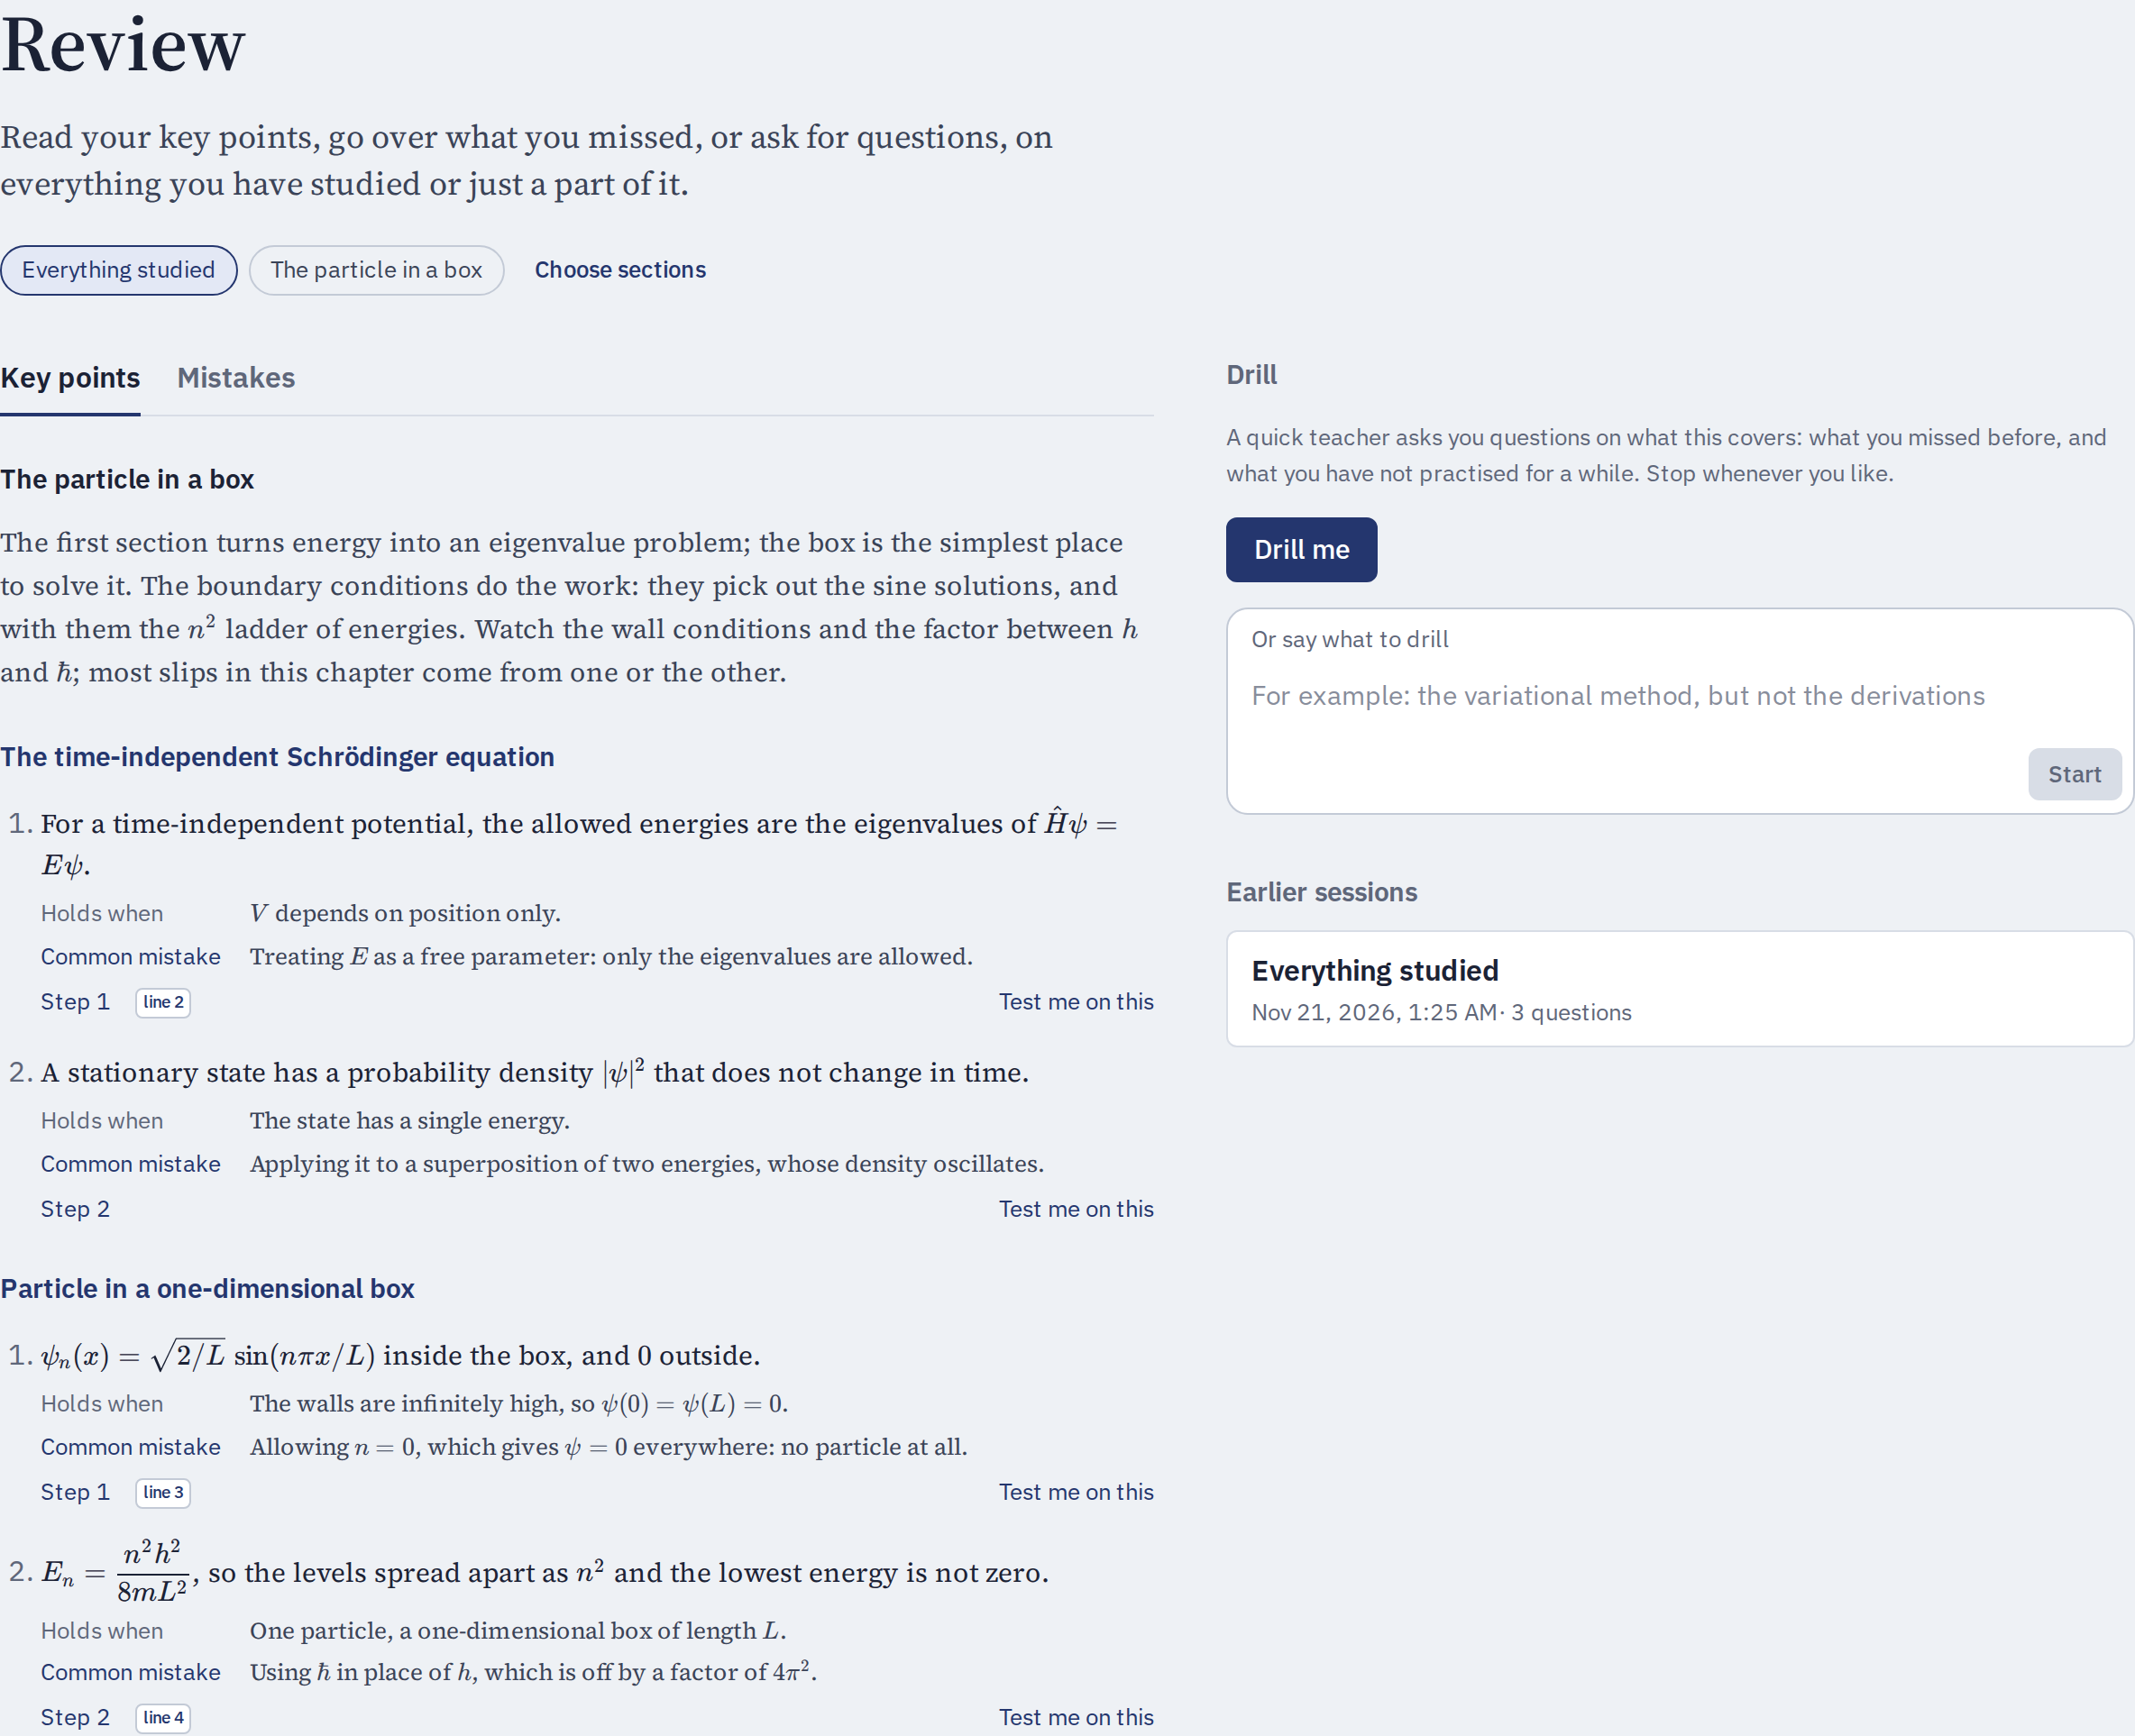 Review
Read your key points, go over what you missed, or ask for questions, on
everything you have studied or just a part of it.
Everything studied
The particle in a box
Choose sections
Key points
Mistakes
The particle in a box
The first section turns energy into an eigenvalue problem; the box is the simplest place
to solve it. The boundary conditions do the work: they pick out the sine solutions, and
with them the n² ladder of energies. Watch the wall conditions and the factor between h
and ħ; most slips in this chapter come from one or the other.
The time-independent Schrödinger equation
1. For a time-independent potential, the allowed energies are the eigenvalues of Ĥψ =
Eψ.
Holds when V depends on position only.
Common mistake Treating E as a free parameter: only the eigenvalues are allowed.
Step 1 line 2 Test me on this
2. A stationary state has a probability density |ψ|² that does not change in time.
Holds when The state has a single energy.
Common mistake Applying it to a superposition of two energies, whose density oscillates.
Step 2 Test me on this
Particle in a one-dimensional box
1. ψₙ(x) = √(2/L) sin(nπx/L) inside the box, and 0 outside.
Holds when The walls are infinitely high, so ψ(0) = ψ(L) = 0.
Common mistake Allowing n = 0, which gives ψ = 0 everywhere: no particle at all.
Step 1 line 3 Test me on this
2. Eₙ = n²h²/8mL², so the levels spread apart as n² and the lowest energy is not zero.
Holds when One particle, a one-dimensional box of length L.
Common mistake Using ħ in place of h, which is off by a factor of 4π².
Step 2 line 4 Test me on this
Drill
A quick teacher asks you questions on what this covers: what you missed before, and
what you have not practised for a while. Stop whenever you like.
Drill me
Or say what to drill
For example: the variational method, but not the derivations
Start
Earlier sessions
Everything studied
Nov 21, 2026, 1:25 AM· 3 questions